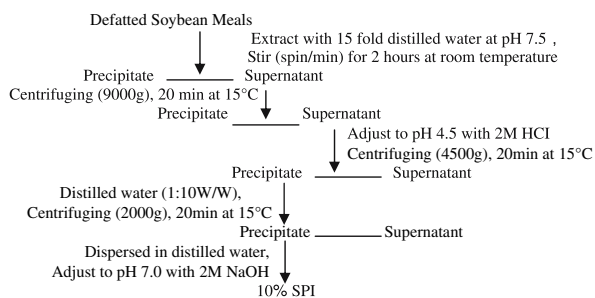 Defatted Soybean Meals
Extract with 15 fold distilled water at pH 7.5 ,
Stir (spin/min) for 2 hours at room temperature
Precipitate Supernatant
Centrifuging (9000g), 20 min at 15°C
Precipitate Supernatant
Adjust to pH 4.5 with 2M HCI
Centrifuging (4500g), 20min at 15°C
Precipitate Supernatant
Distilled water (1:10W/W),
Centrifuging (2000g), 20min at 15°C
Precipitate Supernatant
Dispersed in distilled water,
Adjust to pH 7.0 with 2M NaOH
10% SPI